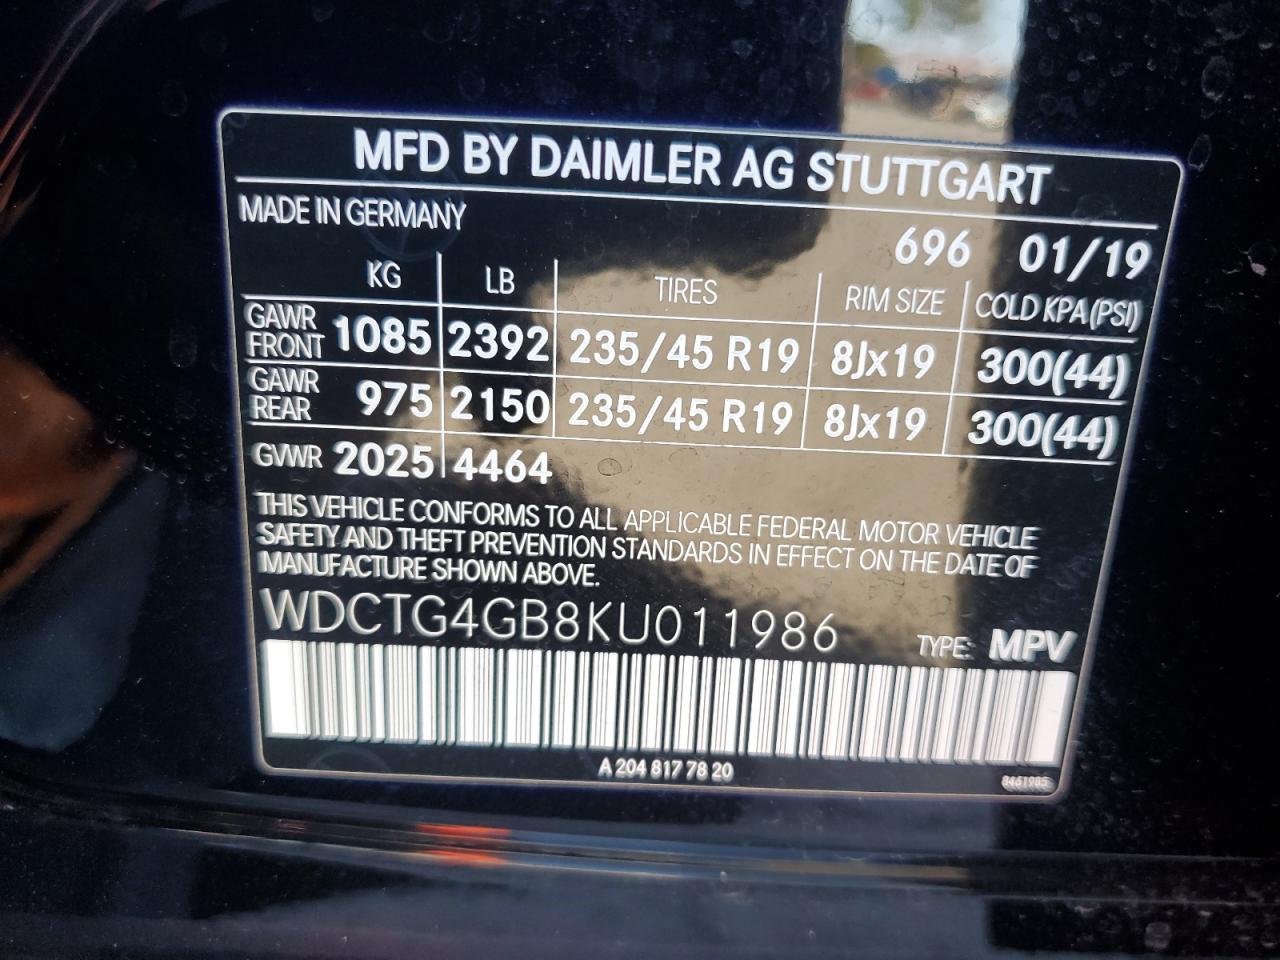 MFD BY DAIMLER AG STUTTGART
MADE IN GERMANY
696 01/19
KG LB TIRES RIM SIZE COLD KPA (PSI)
GAWR FRONT 1085 2392 235/45 R19 8Jx19 300(44)
GAWR REAR 975 2150 235/45 R19 8Jx19 300(44)
GVWR 2025 4464
THIS VEHICLE CONFORMS TO ALL APPLICABLE FEDERAL MOTOR VEHICLE
SAFETY AND THEFT PREVENTION STANDARDS IN EFFECT ON THE DATE OF
MANUFACTURE SHOWN ABOVE.
WDCTG4GB8KU011986 TYPE: MPV
A 204 817 78 20
8461985